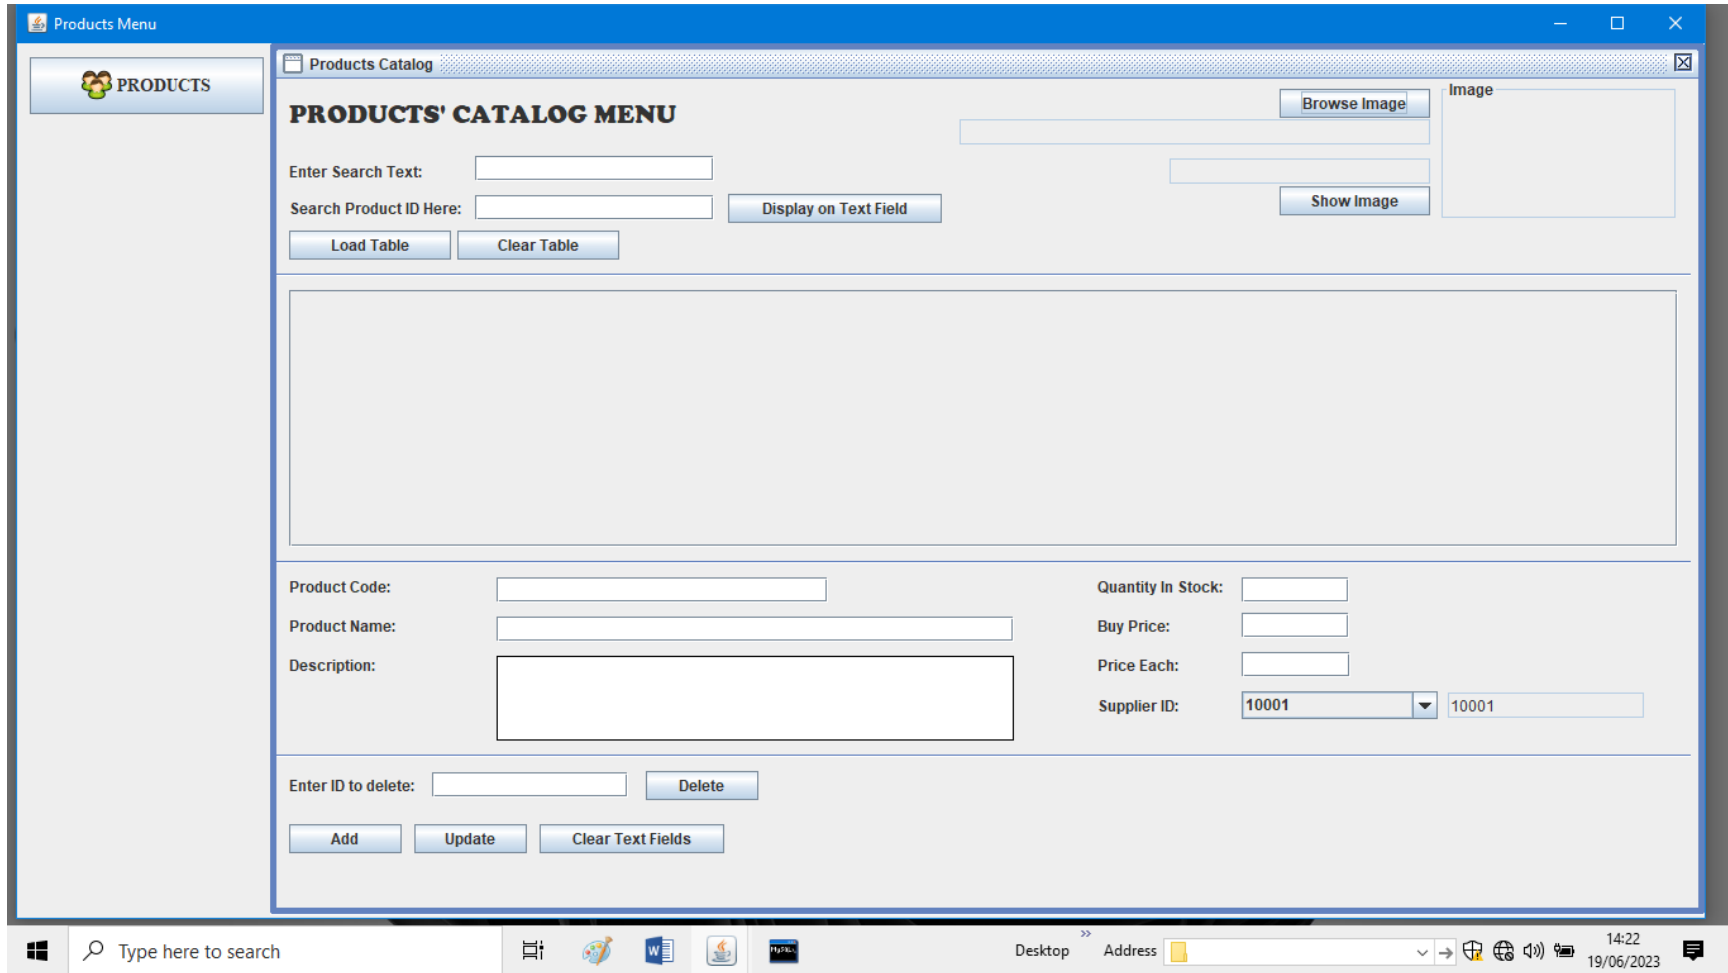 Products Menu
PRODUCTS
Products Catalog
PRODUCTS' CATALOG MENU
Browse Image
Image
Enter Search Text:
Search Product ID Here:
Display on Text Field
Show Image
Load Table
Clear Table
Product Code:
Quantity In Stock:
Product Name:
Buy Price:
Description:
Price Each:
Supplier ID:
10001
10001
Enter ID to delete:
Delete
Add
Update
Clear Text Fields
Type here to search
W
MySQL
Desktop
»
Address
14:22
19/06/2023